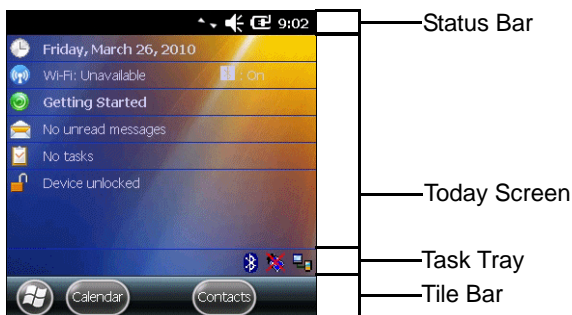 9:02
Status Bar
Friday, March 26, 2010
Wi-Fi: Unavailable : On
Getting Started
No unread messages
No tasks
Device unlocked
Today Screen
Task Tray
Calendar Contacts
Tile Bar